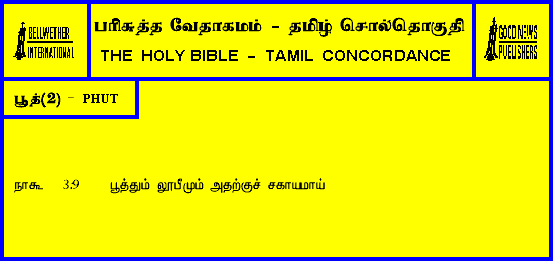 BELLWETHER
INTERNATIONAL
பரிசுத்த வேதாகமம் - தமிழ் சொல்தொகுதி
THE HOLY BIBLE - TAMIL CONCORDANCE
GOOD NEWS
PUBLISHERS
பூத்(2) - PHUT
நாகூ 3:9 பூத்தும் லூபீமும் அதற்குச் சகாயமாய்